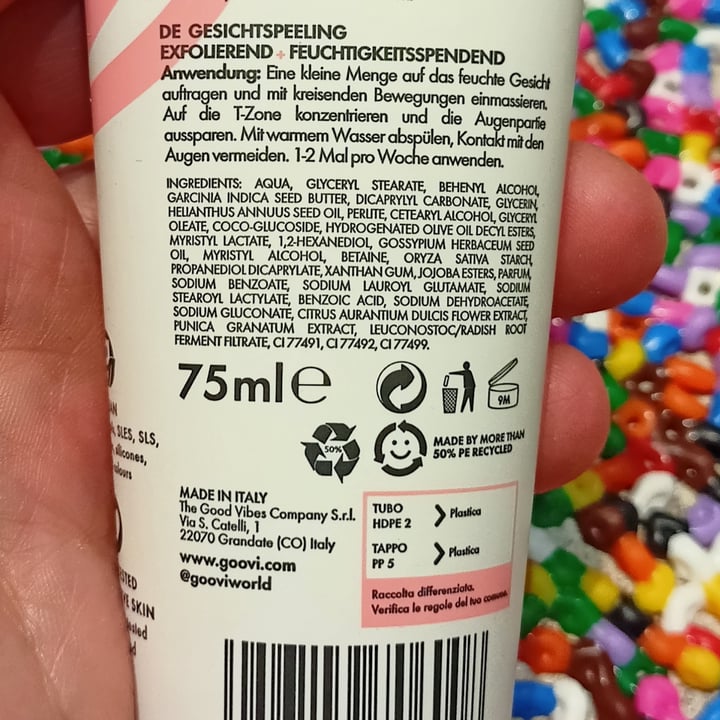 DE GESICHTSPEELING
EXFOLIEREND + FEUCHTIGKEITSSPENDEND
Anwendung: Eine kleine Menge auf das feuchte Gesicht
auftragen und mit kreisenden Bewegungen einmassieren.
Auf die T-Zone konzentrieren und die Augenpartie
aussparen. Mit warmem Wasser abspülen, Kontakt mit den
Augen vermeiden. 1-2 Mal pro Woche anwenden.
INGREDIENTS: AQUA, GLYCERYL STEARATE, BEHENYL ALCOHOL,
GARCINIA INDICA SEED BUTTER, DICAPRYLYL CARBONATE, GLYCERIN,
HELIANTHUS ANNUUS SEED OIL, PERLITE, CETEARYL ALCOHOL, GLYCERYL
OLEATE, COCO-GLUCOSIDE, HYDROGENATED OLIVE OIL DECYL ESTERS,
MYRISTYL LACTATE, 1,2-HEXANEDIOL, GOSSYPIUM HERBACEUM SEED
OIL, MYRISTYL ALCOHOL, BETAINE, ORYZA SATIVA STARCH,
PROPANEDIOL DICAPRYLATE, XANTHAN GUM, JOJOBA ESTERS, PARFUM,
SODIUM BENZOATE, SODIUM LAUROYL GLUTAMATE, SODIUM
STEAROYL LACTYLATE, BENZOIC ACID, SODIUM DEHYDROACETATE,
SODIUM GLUCONATE, CITRUS AURANTIUM DULCIS FLOWER EXTRACT,
PUNICA GRANATUM EXTRACT, LEUCONOSTOC/RADISH ROOT
FERMENT FILTRATE, CI 77491, CI 77492, CI 77499.
75ml e
9M
50%
MADE BY MORE THAN
50% PE RECYCLED
SLES, SLS,
silicones,
MADE IN ITALY
The Good Vibes Company S.r.l.
Via S. Catelli, 1
22070 Grandate (CO) Italy
www.goovi.com
@gooviworld
TUBO
HDPE 2
Plastica
TAPPO
PP 5
Plastica
Raccolta differenziata.
Verifica le regole del tuo comune.
SKIN